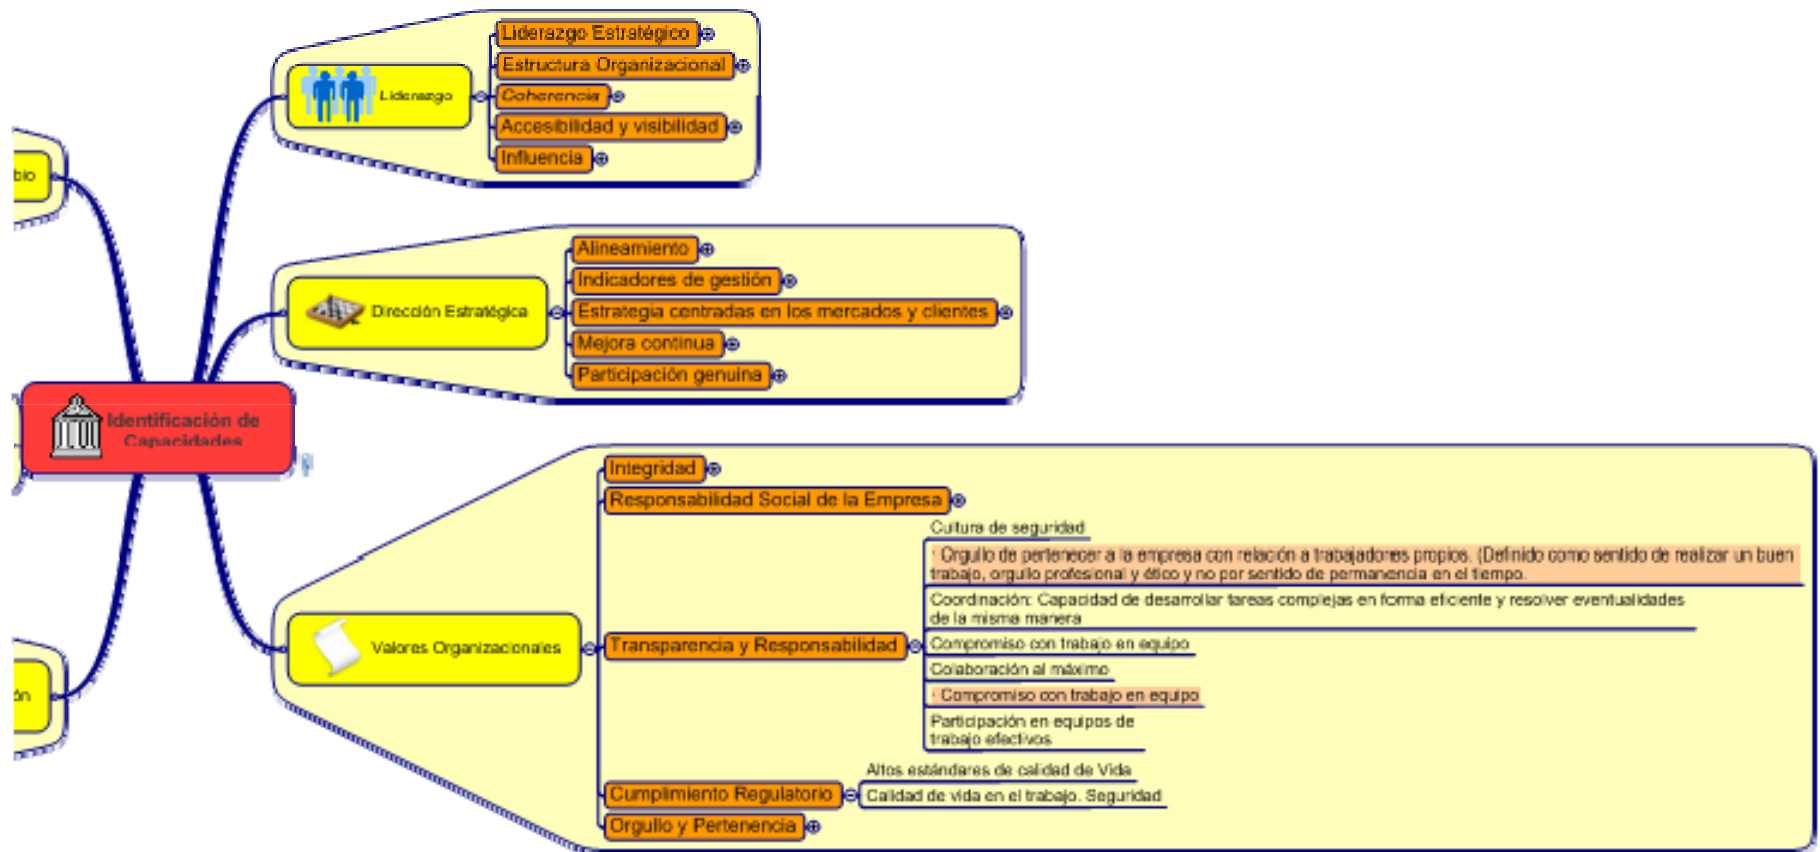 Liderazgo
Liderazgo Estratégico
Estructura Organizacional
Coherencia
Accesibilidad y visibilidad
Influencia
bio
Dirección Estratégica
Alineamiento
Indicadores de gestión
Estrategia centradas en los mercados y clientes
Mejora continua
Participación genuina
Identificación de
Capacidades
Valores Organizacionales
Integridad
Responsabilidad Social de la Empresa
Transparencia y Responsabilidad
Cultura de seguridad
· Orgullo de pertenecer a la empresa con relación a trabajadores propios. (Definido como sentido de realizar un buen
trabajo, orgullo profesional y ético y no por sentido de permanencia en el tiempo.
Coordinación: Capacidad de desarrollar tareas complejas en forma eficiente y resolver eventualidades
de la misma manera
Compromiso con trabajo en equipo
Colaboración al máximo
· Compromiso con trabajo en equipo
Participación en equipos de
trabajo efectivos
Cumplimiento Regulatorio
Altos estándares de calidad de Vida
Calidad de vida en el trabajo. Seguridad
Orgullo y Pertenencia
ón